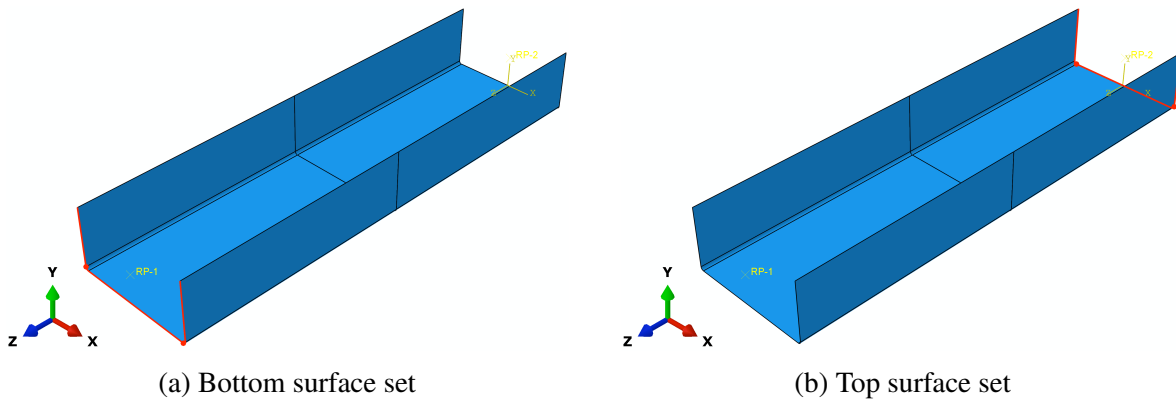 Y
RP-2
Z
X
RP-1
Y
Z
X
(a) Bottom surface set
Y
RP-2
Z
X
RP-1
Y
Z
X
(b) Top surface set